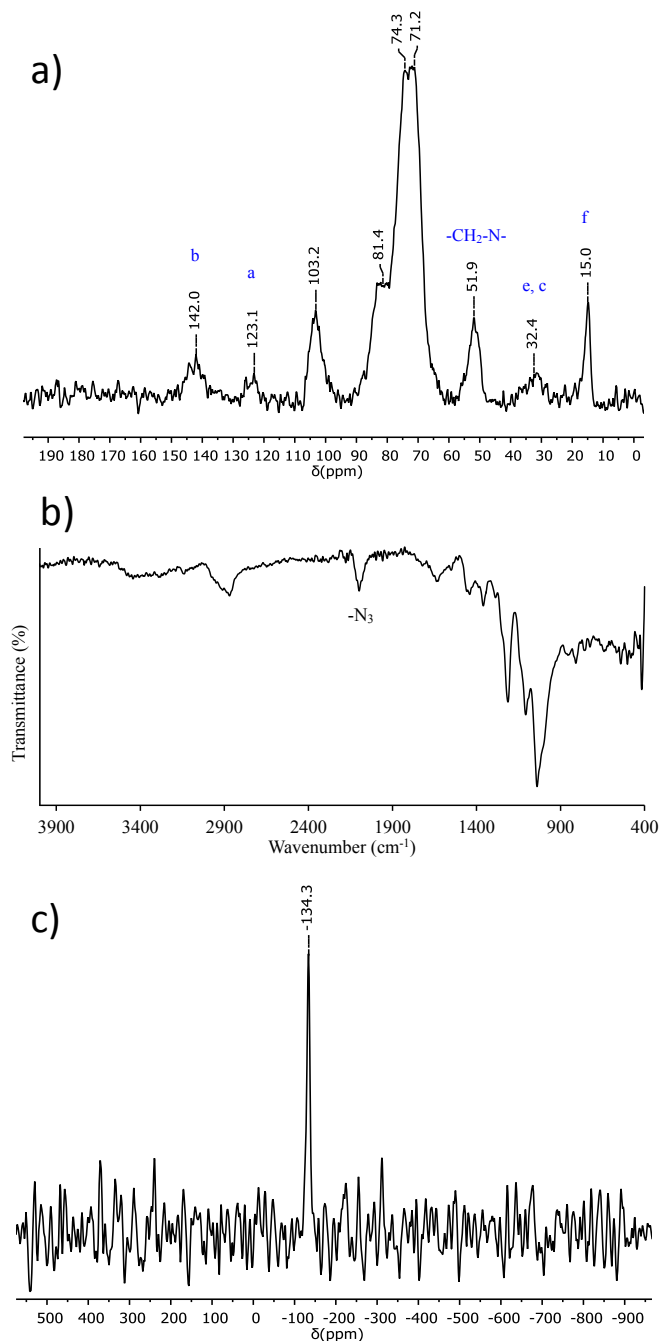 a)
74.3
71.2
b
a
-CH₂-N-
f
e, c
142.0
123.1
103.2
81.4
51.9
32.4
15.0
190 180 170 160 150 140 130 120 110 100 90 80 70 60 50 40 30 20 10 0
δ(ppm)
b)
Transmittance (%)
-N₃
3900 3400 2900 2400 1900 1400 900 400
Wavenumber (cm⁻¹)
c)
-134.3
500 400 300 200 100 0 -100 -200 -300 -400 -500 -600 -700 -800 -900
δ(ppm)